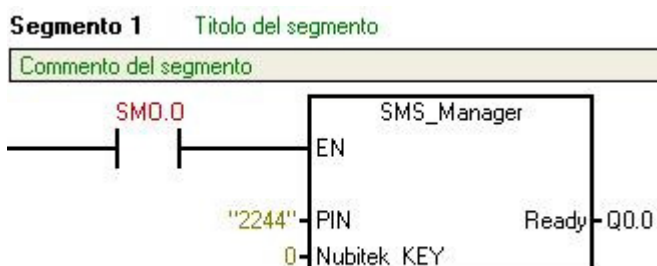 Segmento 1 Titolo del segmento
Commento del segmento
SM0.0 SMS_Manager
EN
"2244" PIN Ready Q0.0
0 Nubitek_KEY